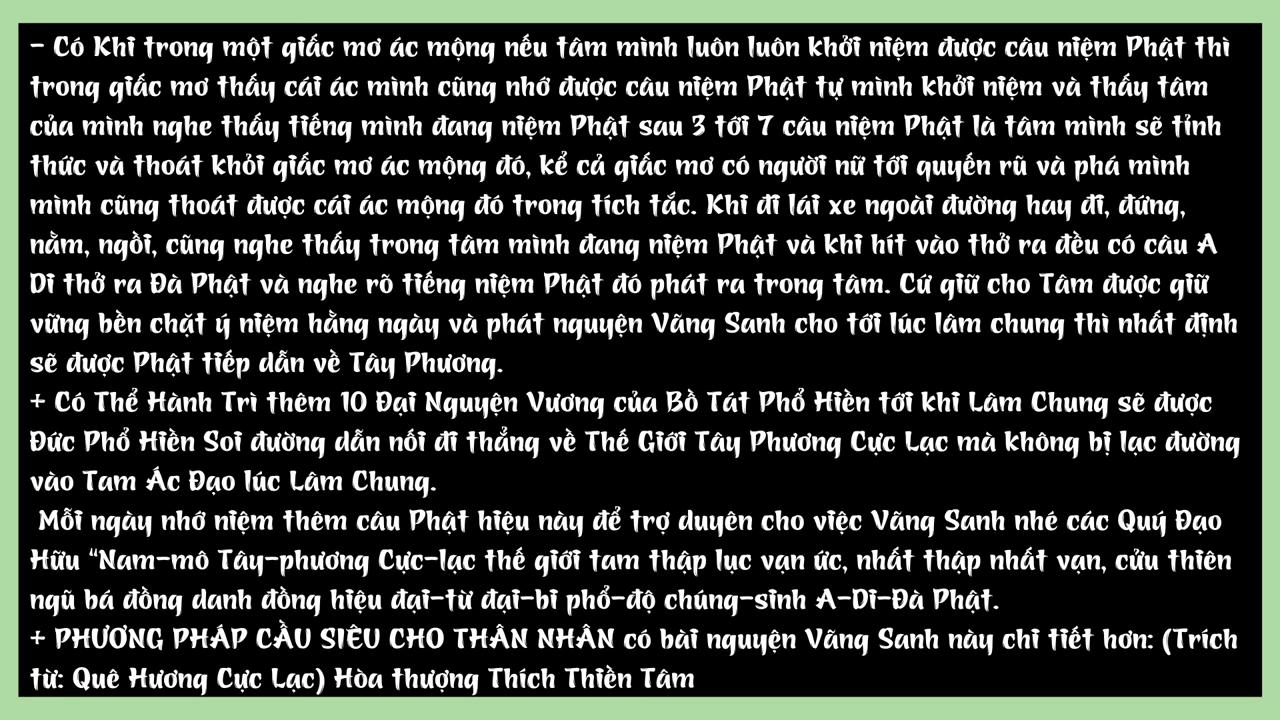 - Có Khi trong một giấc mơ ác mộng nếu tâm mình luôn luôn khởi niệm được câu niệm Phật thì
trong giấc mơ thấy cái ác mình cũng nhớ được câu niệm Phật tự mình khởi niệm và thấy tâm
của mình nghe thấy tiếng mình đang niệm Phật sau 3 tới 7 câu niệm Phật là tâm mình sẽ tỉnh
thức và thoát khỏi giấc mơ ác mộng đó, kể cả giấc mơ có người nữ tới quyến rũ và phá mình
mình cũng thoát được cái ác mộng đó trong tích tắc. Khi đi lái xe ngoài đường hay đi, đứng,
nằm, ngồi, cũng nghe thấy trong tâm mình đang niệm Phật và khi hít vào thở ra đều có câu A
Di thở ra Đà Phật và nghe rõ tiếng niệm Phật đó phát ra trong tâm. Cứ giữ cho Tâm được giữ
vững bền chặt ý niệm hằng ngày và phát nguyện Vãng Sanh cho tới lúc lâm chung thì nhất định
sẽ được Phật tiếp dẫn về Tây Phương.
+ Có Thể Hành Trì thêm 10 Đại Nguyện Vương của Bồ Tát Phổ Hiền tới khi Lâm Chung sẽ được
Đức Phổ Hiền Soi đường dẫn nối đi thẳng về Thế Giới Tây Phương Cực Lạc mà không bị lạc đường
vào Tam Ác Đạo lúc Lâm Chung.
Mỗi ngày nhớ niệm thêm câu Phật hiệu này để trợ duyên cho việc Vãng Sanh nhé các Quý Đạo
Hữu "Nam-mô Tây-phương Cực-lạc thế giới tam thập lục vạn ức, nhất thập nhất vạn, cửu thiên
ngũ bá đồng danh đồng hiệu đại-từ đại-bi phổ-độ chúng-sinh A-Di-Đà Phật.
+ PHƯƠNG PHÁP CẦU SIÊU CHO THÂN NHÂN có bài nguyện Vãng Sanh này chi tiết hơn: (Trích
từ: Quê Hương Cực Lạc) Hòa thượng Thích Thiền Tâm